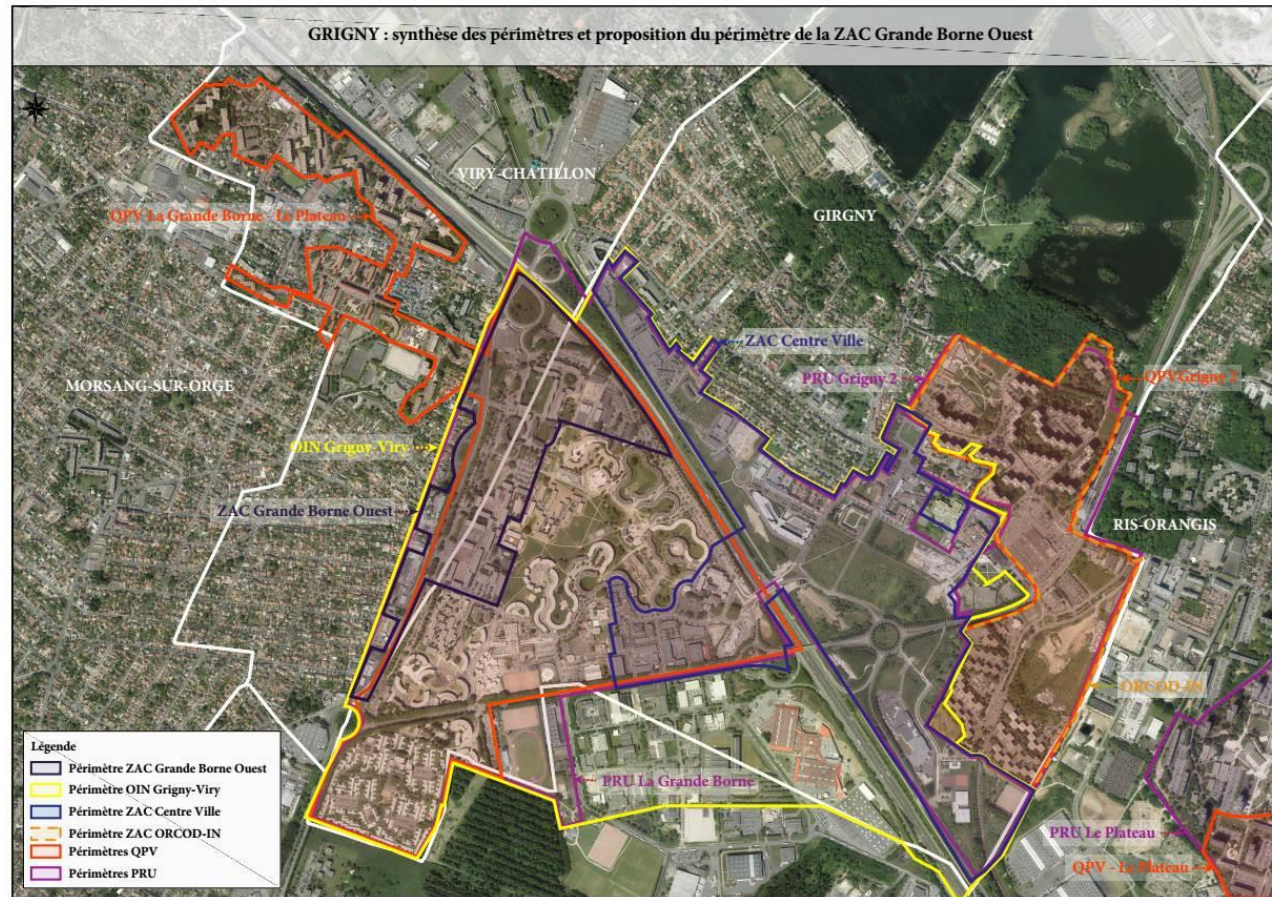 GRIGNY : synthèse des périmètres et proposition du périmètre de la ZAC Grande Borne Ouest
VIRY-CHATILLON
QPV La Grande Borne - Le Plateau
GIRGNY
ZAC Centre Ville
PRU Grigny 2
QPVGrigny 2
MORSANG-SUR-ORGE
OIN Grigny-Viry
ZAC Grande Borne Ouest
RIS-ORANGIS
ORCOD-IN
PRU La Grande Borne
PRU Le Plateau
QPV - Le Plateau
Légende
Périmètre ZAC Grande Borne Ouest
Périmètre OIN Grigny-Viry
Périmètre ZAC Centre Ville
Périmètre ZAC ORCOD-IN
Périmètres QPV
Périmètres PRU